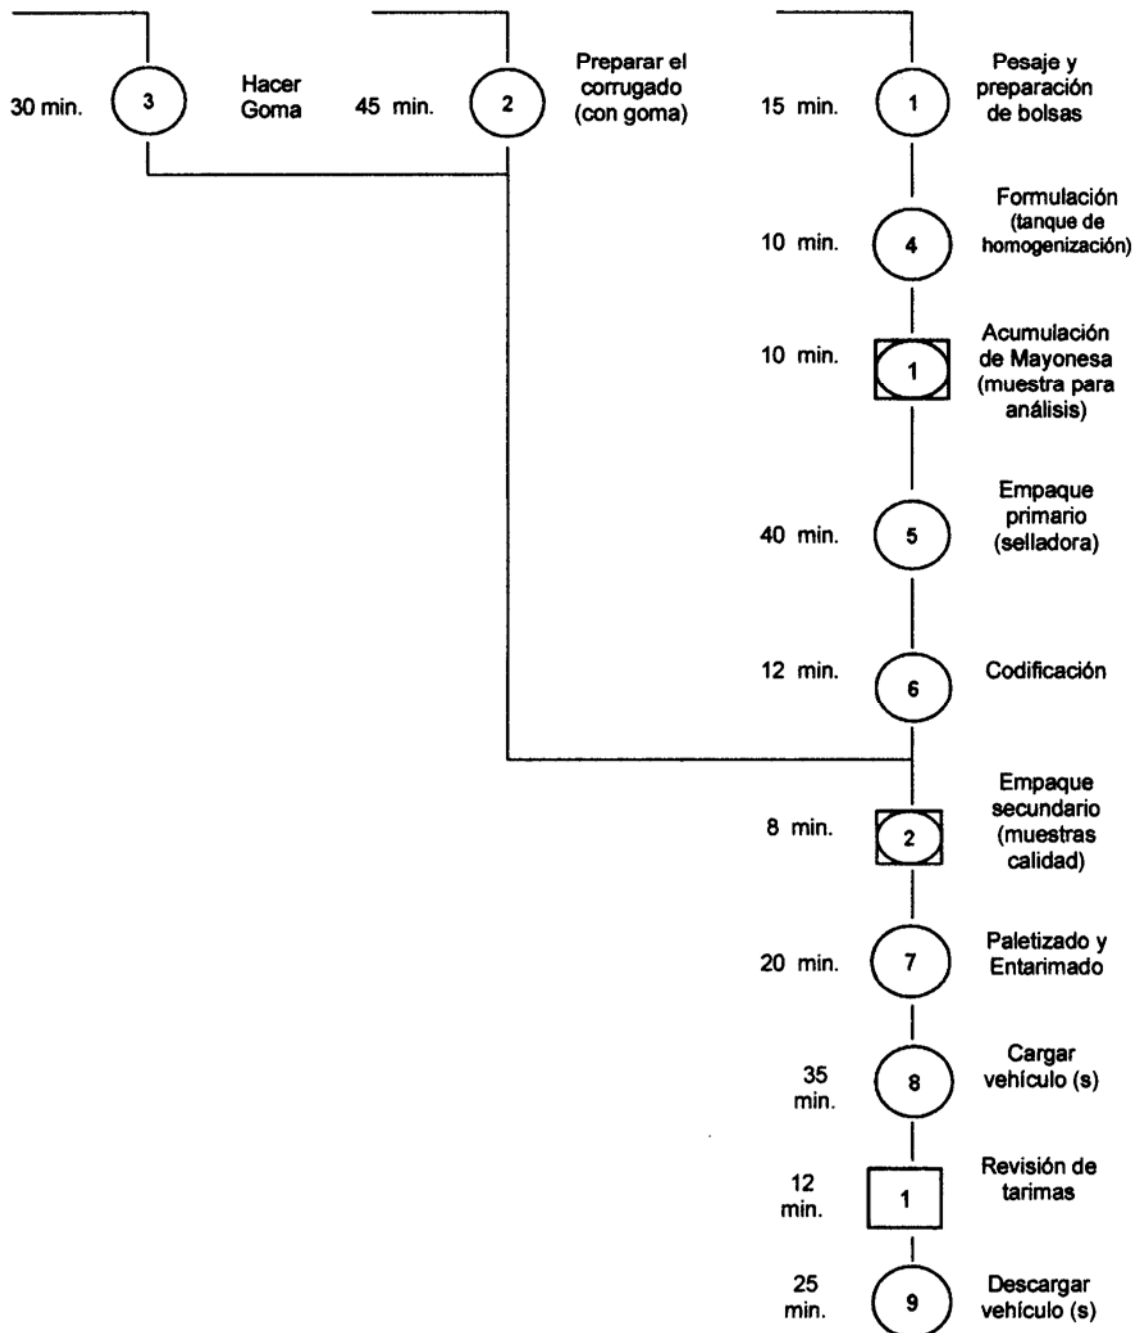 30 min.
3
Hacer
Goma
45 min.
2
Preparar el
corrugado
(con goma)
15 min.
1
Pesaje y
preparación
de bolsas
10 min.
4
Formulación
(tanque de
homogenización)
10 min.
1
Acumulación
de Mayonesa
(muestra para
análisis)
40 min.
5
Empaque
primario
(selladora)
12 min.
6
Codificación
8 min.
2
Empaque
secundario
(muestras
calidad)
20 min.
7
Paletizado y
Entarimado
35
min.
8
Cargar
vehículo (s)
12
min.
1
Revisión de
tarimas
25
min.
9
Descargar
vehículo (s)